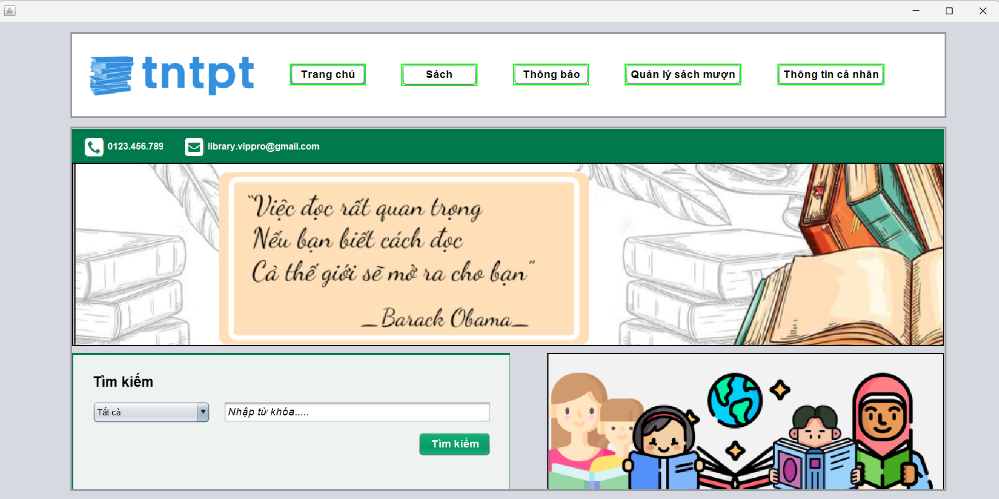 tntpt
Trang chủ
Sách
Thông báo
Quản lý sách mượn
Thông tin cá nhân
0123.456.789
library.vippro@gmail.com
"Việc đọc rất quan trọng
Nếu bạn biết cách đọc
Cả thế giới sẽ mở ra cho bạn"
_Barack Obama_
Tìm kiếm
Tất cả
Nhập từ khóa.....
Tìm kiếm